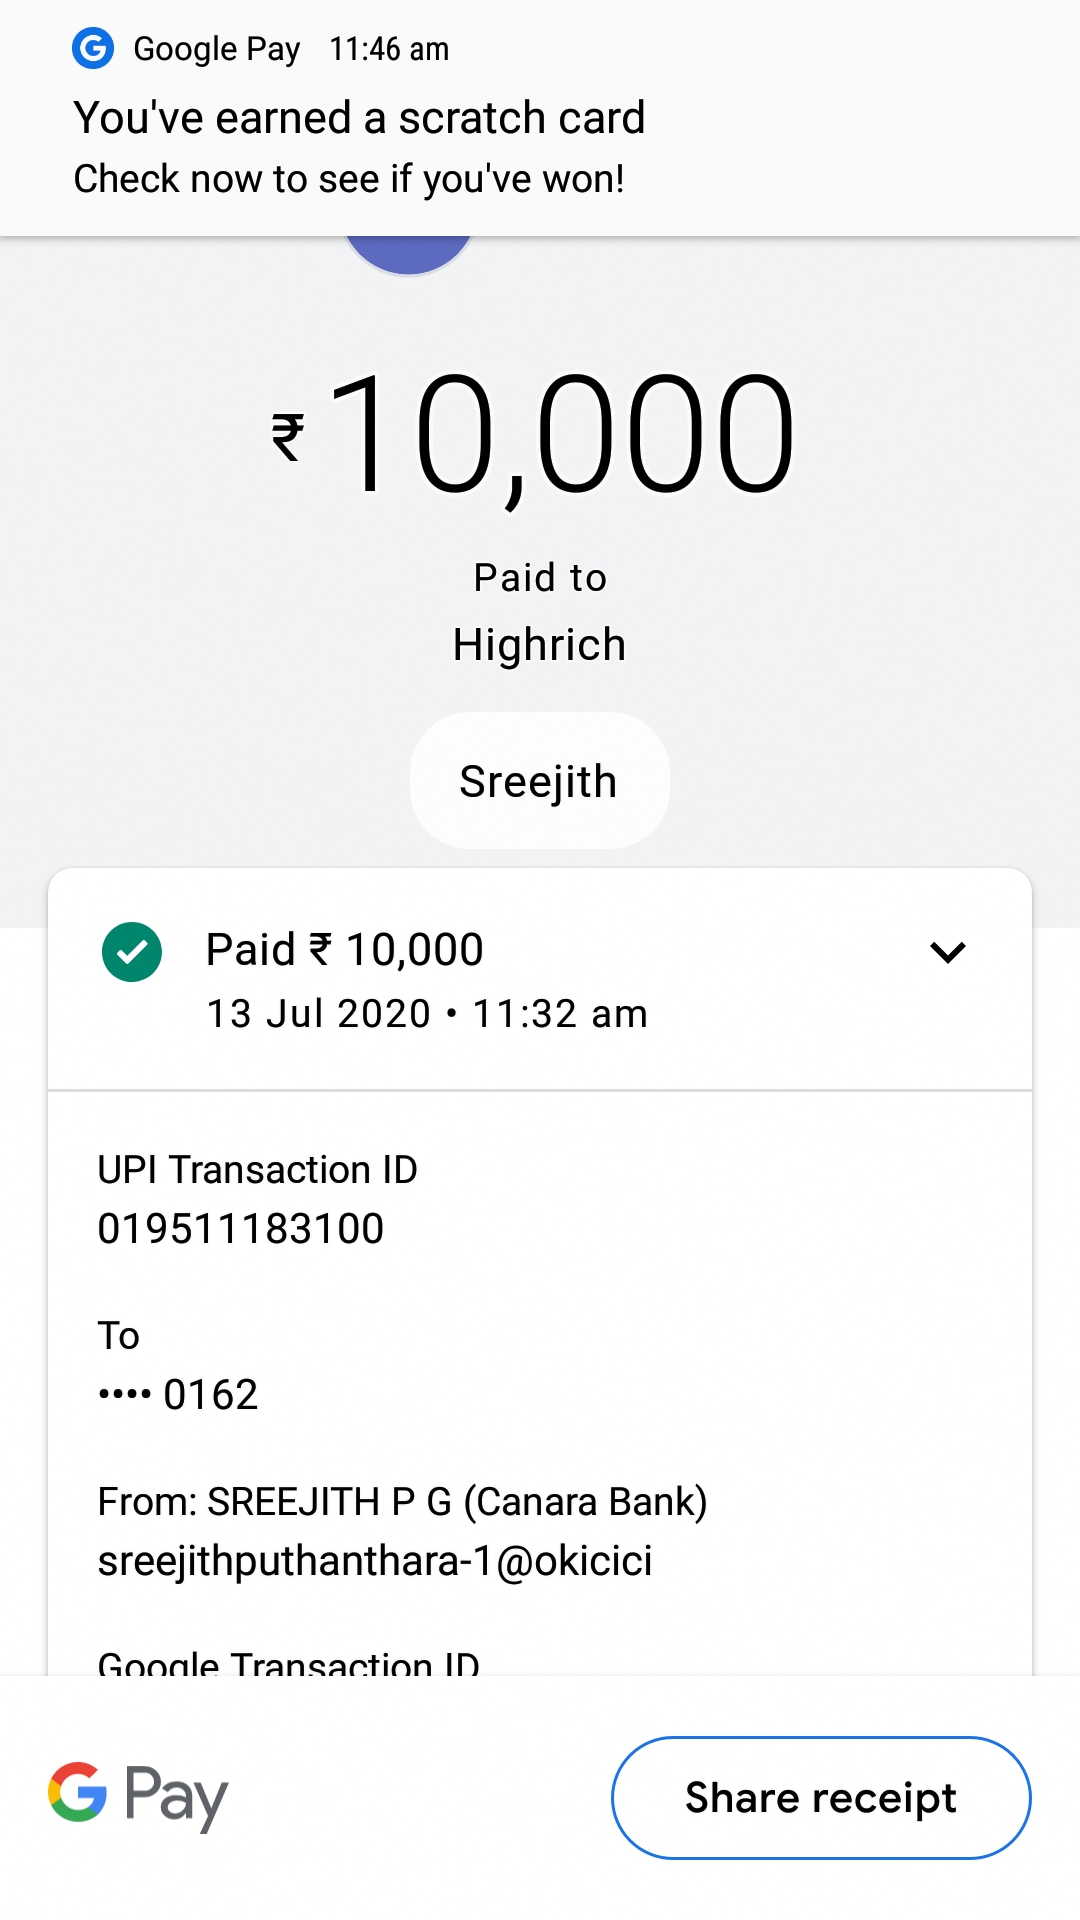 Google Pay 11:46 am
You've earned a scratch card
Check now to see if you've won!
₹10,000
Paid to
Highrich
Sreejith
Paid ₹ 10,000
13 Jul 2020 • 11:32 am
UPI Transaction ID
019511183100
To
•••• 0162
From: SREEJITH P G (Canara Bank)
sreejithputhanthara-1@okicici
Google Transaction ID
G Pay
Share receipt